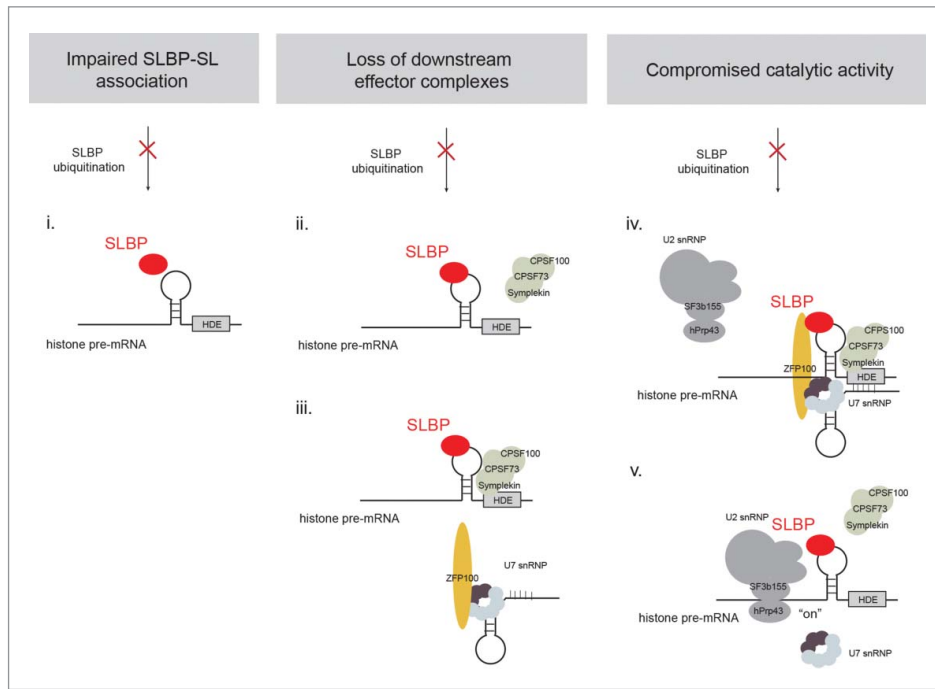 Impaired SLBP-SL
association
Loss of downstream
effector complexes
Compromised catalytic activity
SLBP
ubiquitination
SLBP
ubiquitination
SLBP
ubiquitination
i.
SLBP
HDE
histone pre-mRNA
ii.
SLBP
CPSF100
CPSF73
Symplekin
HDE
histone pre-mRNA
iii.
SLBP
CPSF100
CPSF73
Symplekin
HDE
histone pre-mRNA
ZFP100
U7 snRNP
iv.
U2 snRNP
SF3b155
hPrp43
SLBP
CFPS100
CPSF73
Symplekin
ZFP100
HDE
histone pre-mRNA
U7 snRNP
v.
CPSF100
CPSF73
Symplekin
U2 snRNP
SLBP
SF3b155
hPrp43
"on"
HDE
histone pre-mRNA
U7 snRNP